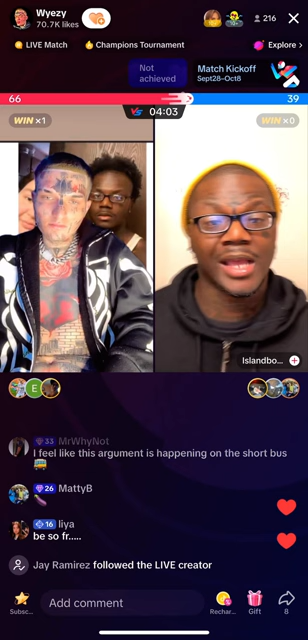 Wyezy
70.7K likes
216
LIVE Match
Champions Tournament
Explore >
Not
achieved
Match Kickoff
Sept28-Oct8
66
39
VS 04:03
WIN ×1
WIN ×0
Islandbo...
E
33 MrWhyNot
I feel like this argument is happening on the short bus
26 MattyB
16 liya
be so fr.....
Jay Ramirez followed the LIVE creator
Subsc...
Add comment
Rechar...
Gift
8